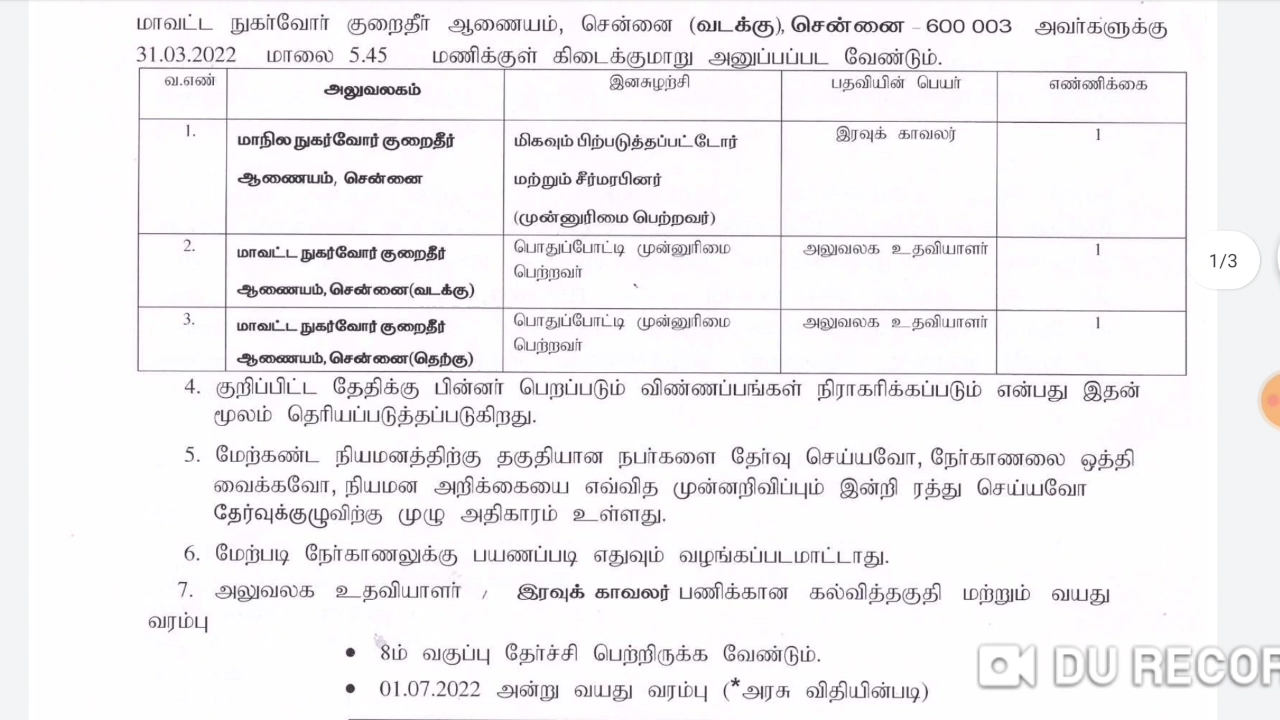 மாவட்ட நுகர்வோர் குறைதீர் ஆணையம், சென்னை (வடக்கு), சென்னை – 600 003 அவர்களுக்கு
31.03.2022 மாலை 5.45 மணிக்குள் கிடைக்குமாறு அனுப்பப்பட வேண்டும்.
வ.எண் அலுவலகம் இனசுழற்சி பதவியின் பெயர் எண்ணிக்கை
1. மாநில நுகர்வோர் குறைதீர் மிகவும் பிற்படுத்தப்பட்டோர் இரவுக் காவலர் 1
ஆணையம், சென்னை மற்றும் சீர்மரபினர்
(முன்னுரிமை பெற்றவர்)
2. மாவட்ட நுகர்வோர் குறைதீர் பொதுப்போட்டி முன்னுரிமை அலுவலக உதவியாளர் 1
பெற்றவர்
ஆணையம், சென்னை(வடக்கு)
3. மாவட்ட நுகர்வோர் குறைதீர் பொதுப்போட்டி முன்னுரிமை அலுவலக உதவியாளர் 1
பெற்றவர்
ஆணையம், சென்னை(தெற்கு)
1/3
4. குறிப்பிட்ட தேதிக்கு பின்னர் பெறப்படும் விண்ணப்பங்கள் நிராகரிக்கப்படும் என்பது இதன்
மூலம் தெரியப்படுத்தப்படுகிறது.
5. மேற்கண்ட நியமனத்திற்கு தகுதியான நபர்களை தேர்வு செய்யவோ, நேர்காணலை ஒத்தி
வைக்கவோ, நியமன அறிக்கையை எவ்வித முன்னறிவிப்பும் இன்றி ரத்து செய்யவோ
தேர்வுக்குழுவிற்கு முழு அதிகாரம் உள்ளது.
6. மேற்படி நேர்காணலுக்கு பயணப்படி எதுவும் வழங்கப்படமாட்டாது.
7. அலுவலக உதவியாளர் / இரவுக் காவலர் பணிக்கான கல்வித்தகுதி மற்றும் வயது
வரம்பு
• 8ம் வகுப்பு தேர்ச்சி பெற்றிருக்க வேண்டும்.
• 01.07.2022 அன்று வயது வரம்பு (*அரசு விதியின்படி)
DU RECOR